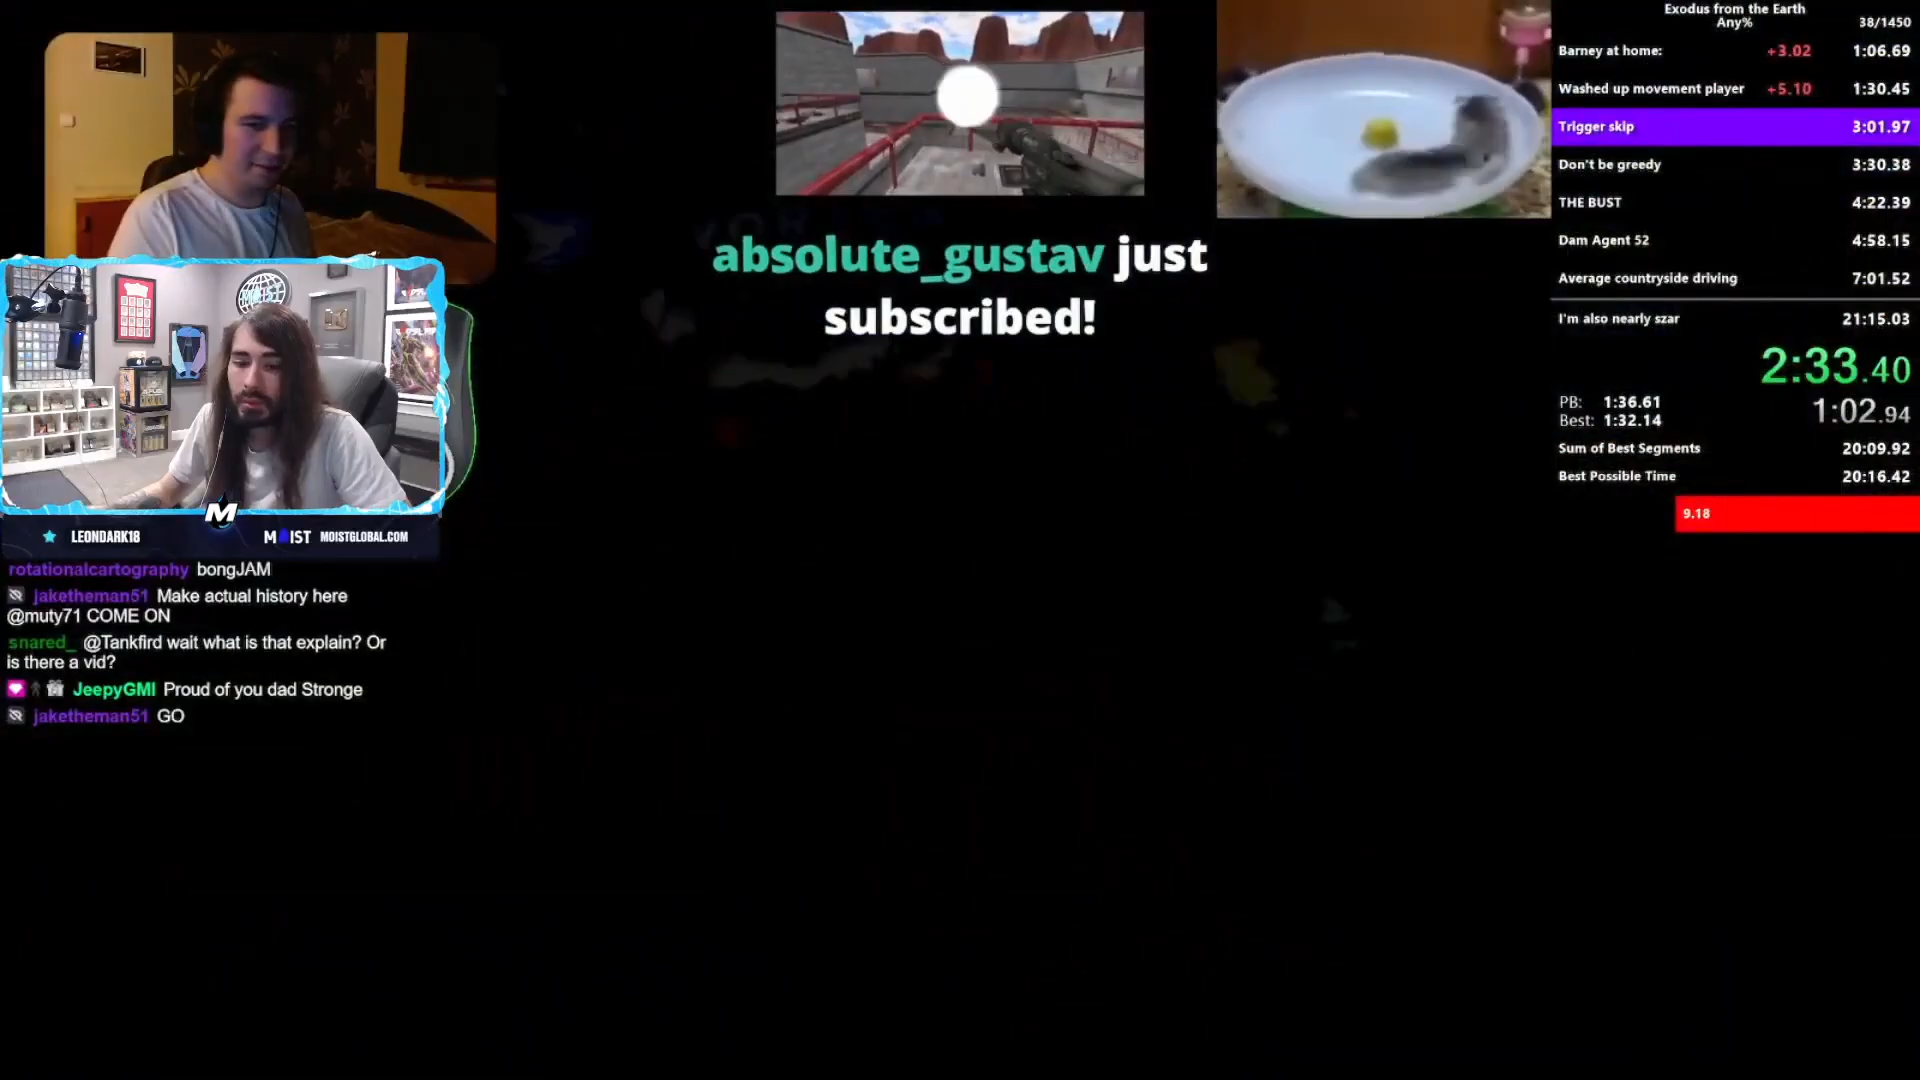 absolute_gustav just
subscribed!
M
LEONDARK18
MOIST
MOISTGLOBAL.COM
rotationalcartography bongJAM
jaketheman51 Make actual history here
@muty71 COME ON
snared_ @Tankfird wait what is that explain? Or
is there a vid?
JeepyGMI Proud of you dad Stronge
jaketheman51 GO
Exodus from the Earth
Any% 38/1450
Barney at home: +3.02 1:06.69
Washed up movement player +5.10 1:30.45
Trigger skip 3:01.97
Don't be greedy 3:30.38
THE BUST 4:22.39
Dam Agent 52 4:58.15
Average countryside driving 7:01.52
I'm also nearly szar 21:15.03
2:33.40
PB: 1:36.61
Best: 1:32.14
1:02.94
Sum of Best Segments 20:09.92
Best Possible Time 20:16.42
9.18